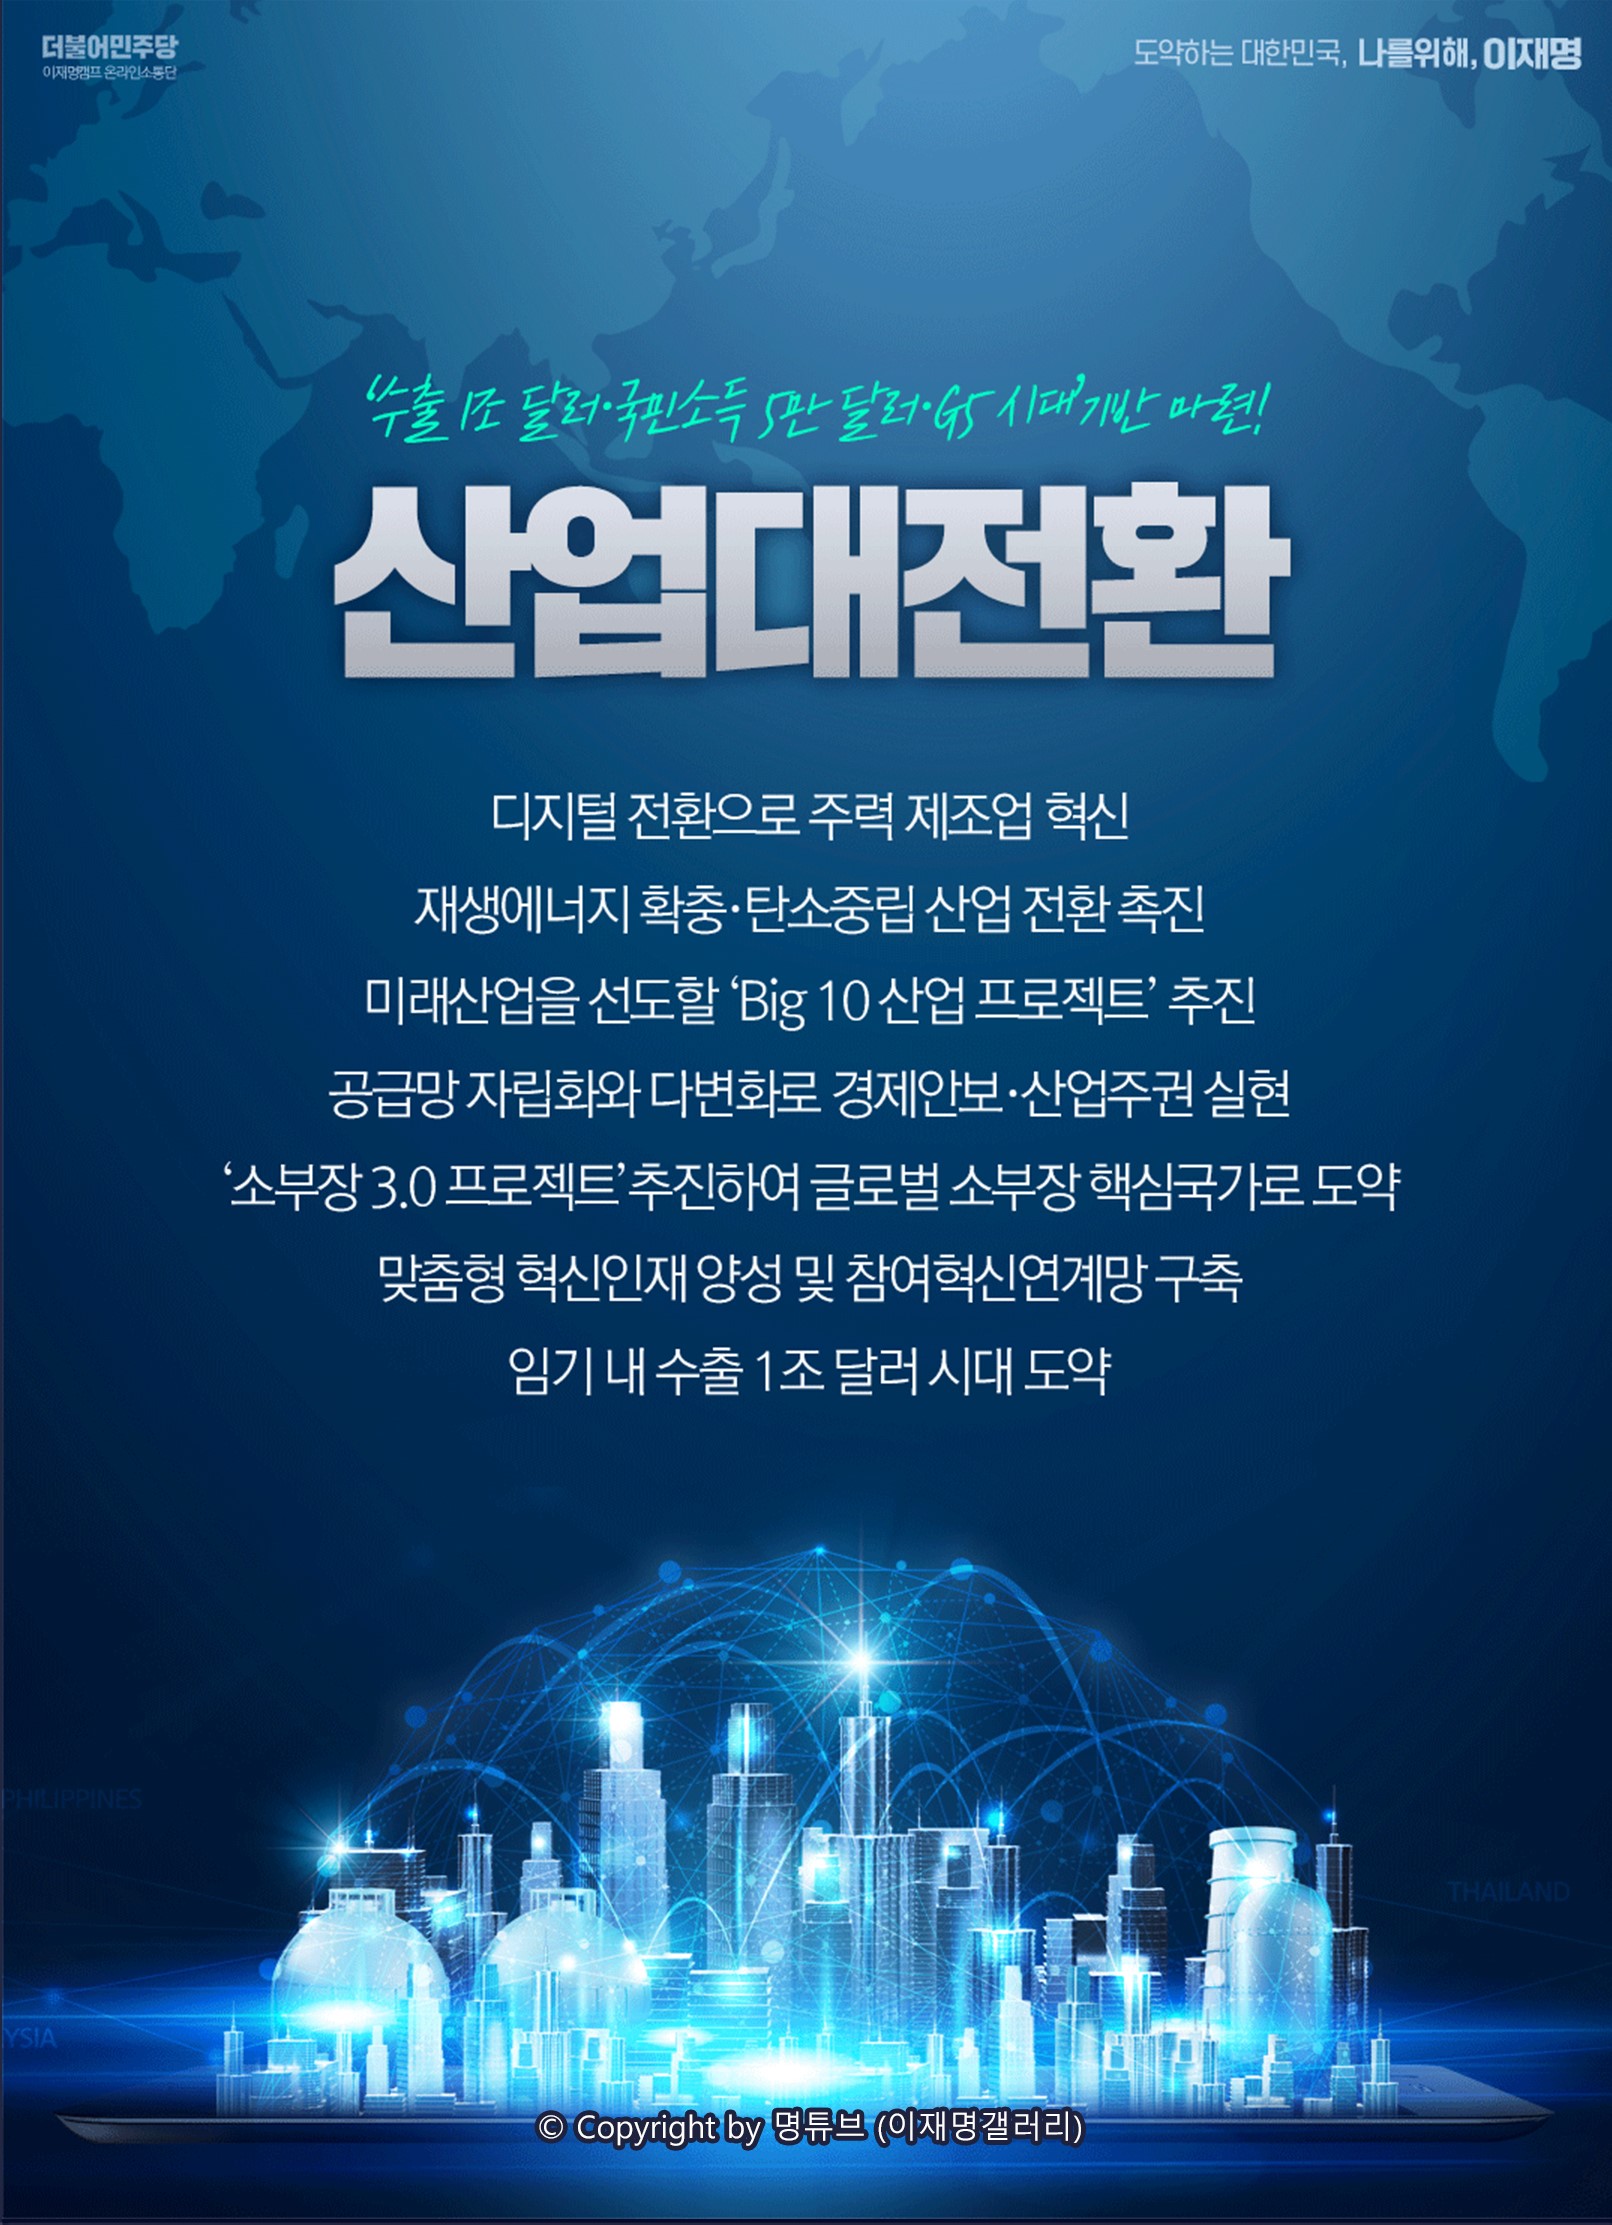 더불어민주당
이재명캠프 온라인소통단
도약하는 대한민국, 나를위해, 이재명
'수출 1조 달러·국민소득 5만 달러·G5 시대' 기반 마련!
산업대전환
디지털 전환으로 주력 제조업 혁신
재생에너지 확충·탄소중립 산업 전환 촉진
미래산업을 선도할 ‘Big 10 산업 프로젝트’ 추진
공급망 자립화와 다변화로 경제안보·산업주권 실현
‘소부장 3.0 프로젝트’추진하여 글로벌 소부장 핵심국가로 도약
맞춤형 혁신인재 양성 및 참여혁신연계망 구축
임기 내 수출 1조 달러 시대 도약
PHILIPPINES
THAILAND
YSIA
© Copyright by 명튜브 (이재명갤러리)